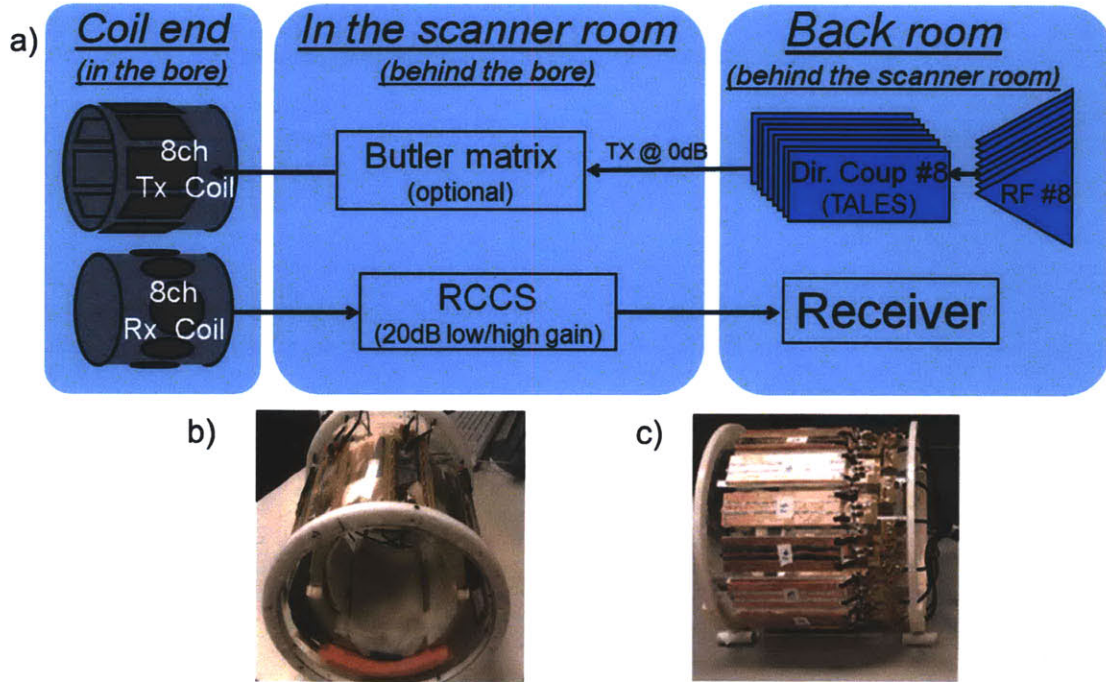 a)
Coil end
(in the bore)
In the scanner room
(behind the bore)
Back room
(behind the scanner room)
8ch
Tx Coil
Butler matrix
(optional)
TX @ 0dB
Dir. Coup #8
(TALES)
RF #8
8ch
Rx Coil
RCCS
(20dB low/high gain)
Receiver
b)
c)